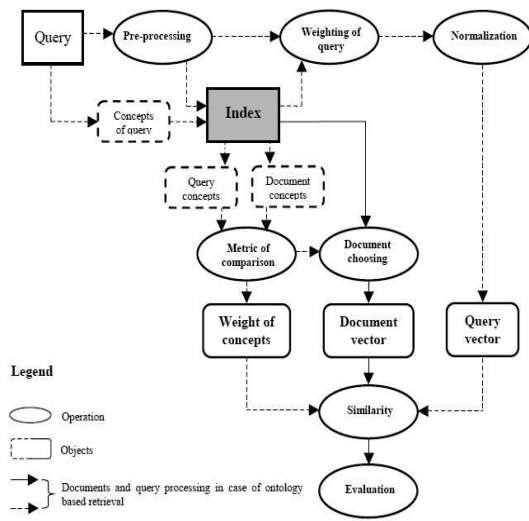 Query
Pre-processing
Weighting of
query
Normalization
Concepts
of query
Index
Query
concepts
Document
concepts
Metric of
comparison
Document
choosing
Weight of
concepts
Document
vector
Query
vector
Legend
Similarity
Operation
Objects
Evaluation
Documents and query processing in case of ontology
based retrieval